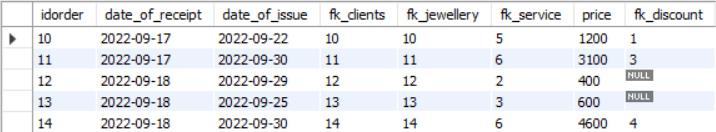 idorder date_of_receipt date_of_issue fk_clients fk_jewellery fk_service price fk_discount
10 2022-09-17 2022-09-22 10 10 5 1200 1
11 2022-09-17 2022-09-30 11 11 6 3100 3
12 2022-09-18 2022-09-29 12 12 2 400 NULL
13 2022-09-18 2022-09-25 13 13 3 600 NULL
14 2022-09-18 2022-09-30 14 14 6 4600 4